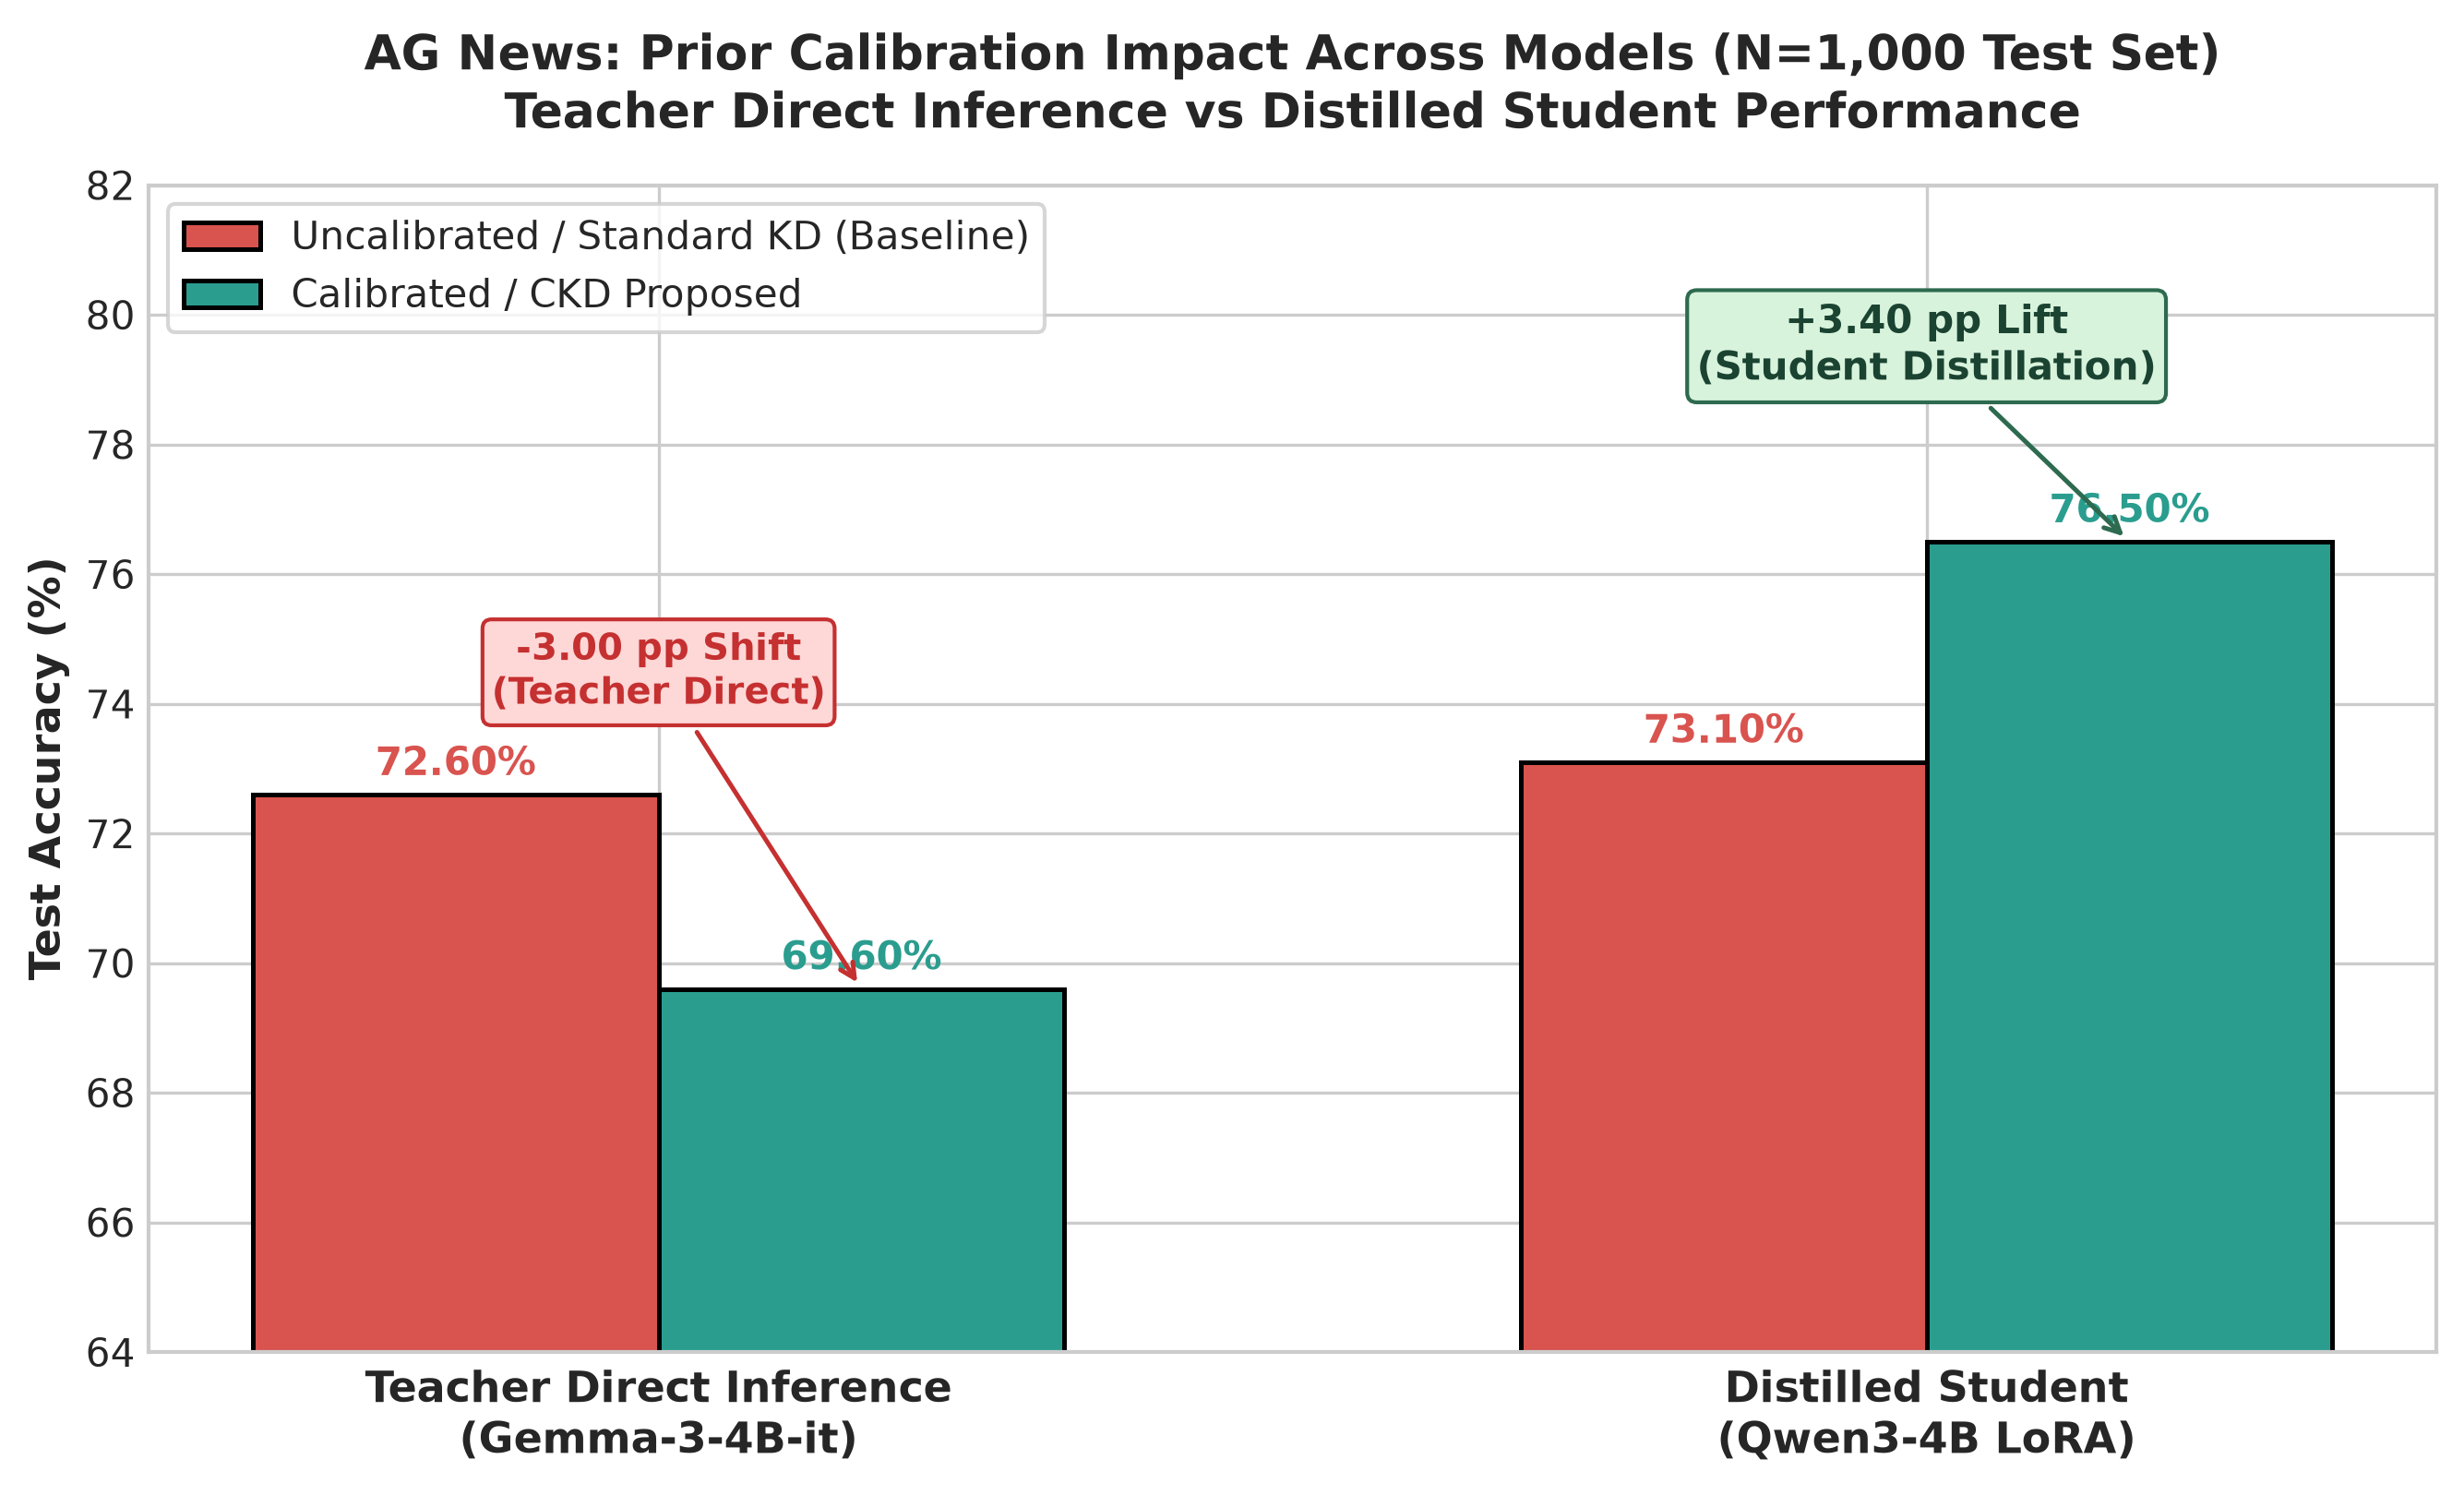 AG News: Prior Calibration Impact Across Models (N=1,000 Test Set)
Teacher Direct Inference vs Distilled Student Performance
82
80
78
76
74
72
70
68
66
64
Test Accuracy (%)
Uncalibrated / Standard KD (Baseline)
Calibrated / CKD Proposed
+3.40 pp Lift
(Student Distillation)
76.50%
-3.00 pp Shift
(Teacher Direct)
72.60%
73.10%
69.60%
Teacher Direct Inference
(Gemma-3-4B-it)
Distilled Student
(Qwen3-4B LoRA)